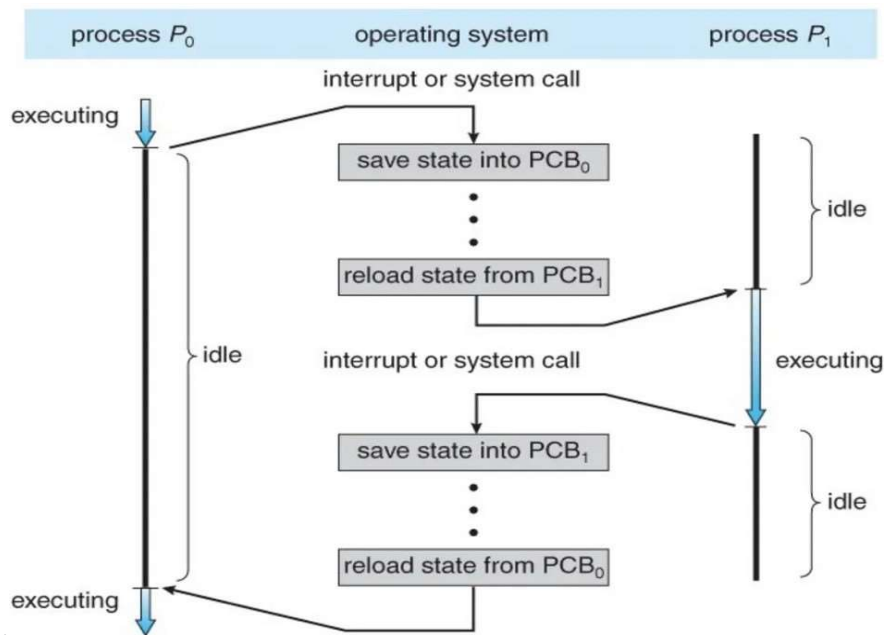 process P₀ operating system process P₁
interrupt or system call
executing
save state into PCB₀
idle
reload state from PCB₁
idle
interrupt or system call
executing
save state into PCB₁
idle
reload state from PCB₀
executing